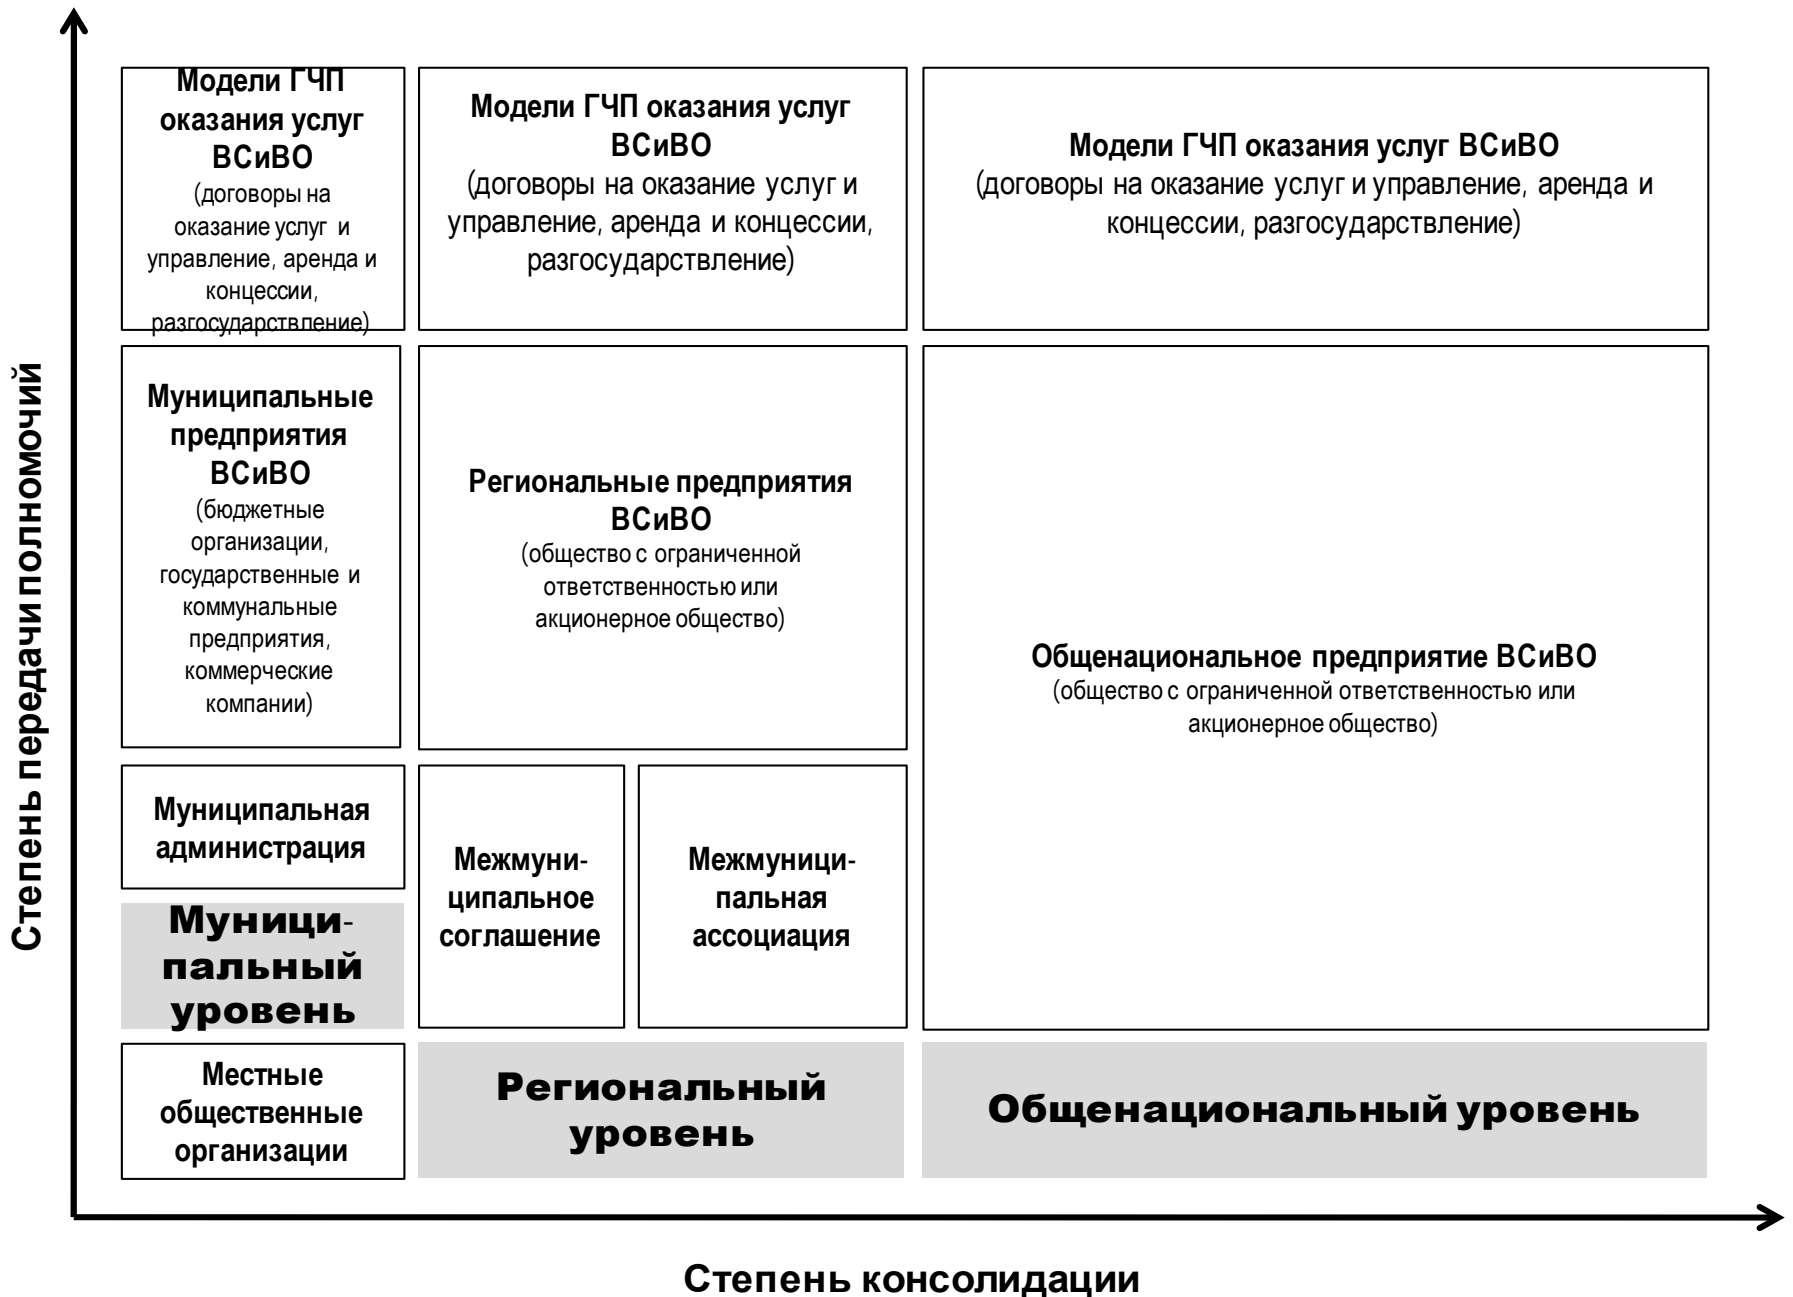 Степень передачи полномочий
Модели ГЧП
оказания услуг
ВСиВО
(договоры на
оказание услуг и
управление, аренда и
концессии,
разгосударствление)
Модели ГЧП оказания услуг
ВСиВО
(договоры на оказание услуг и
управление, аренда и концессии,
разгосударствление)
Модели ГЧП оказания услуг ВСиВО
(договоры на оказание услуг и управление, аренда и
концессии, разгосударствление)
Муниципальные
предприятия
ВСиВО
(бюджетные
организации,
государственные и
коммунальные
предприятия,
коммерческие
компании)
Региональные предприятия
ВСиВО
(общество с ограниченной
ответственностью или
акционерное общество)
Общенациональное предприятие ВСиВО
(общество с ограниченной ответственностью или
акционерное общество)
Муниципальная
администрация
Межмуни-
ципальное
соглашение
Межмуници-
пальная
ассоциация
Муници-
пальный
уровень
Местные
общественные
организации
Региональный
уровень
Общенациональный уровень
Степень консолидации